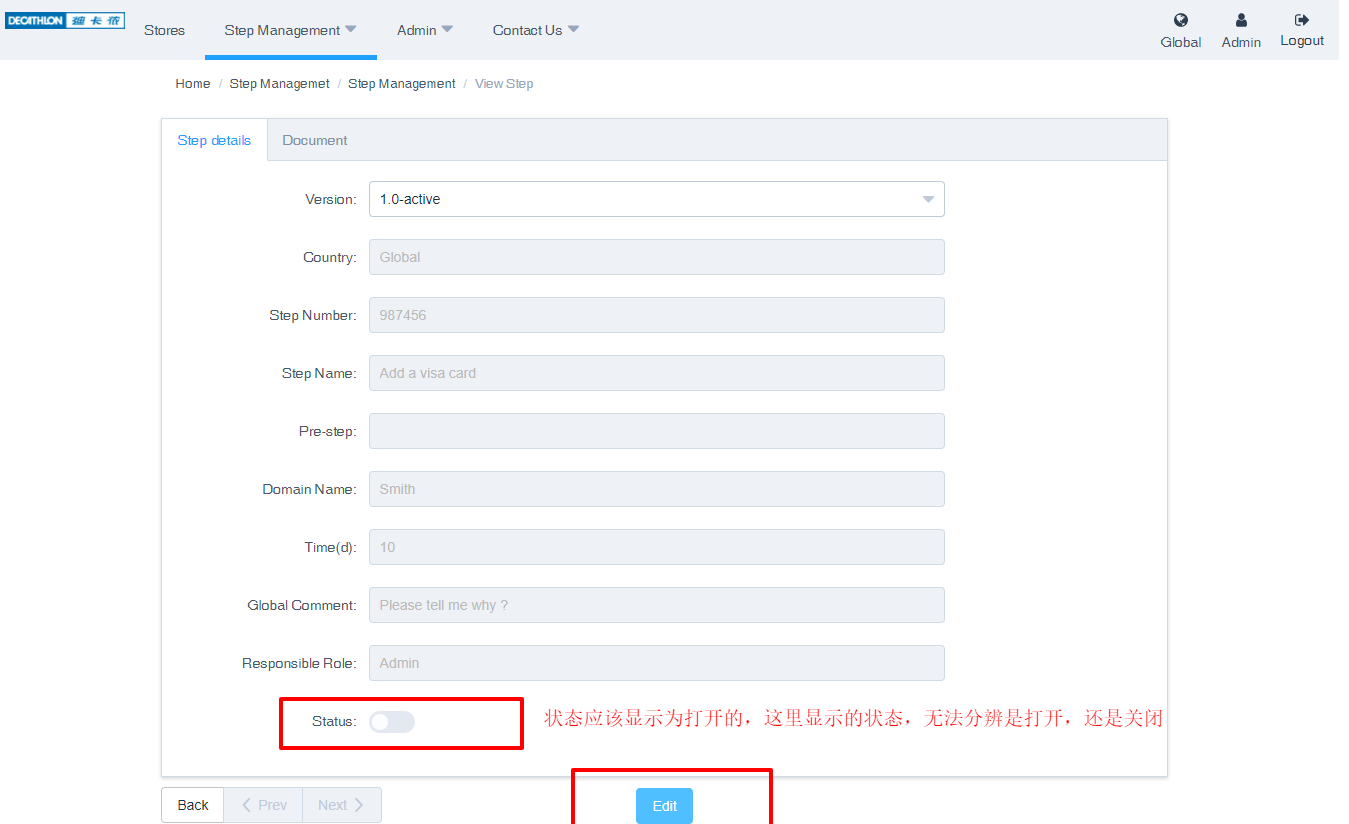 DECATHLON 迪卡侬
Stores Step Management Admin Contact Us Global Admin Logout
Home / Step Managemet / Step Management / View Step
Step details Document
Version: 1.0-active
Country: Global
Step Number: 987456
Step Name: Add a visa card
Pre-step:
Domain Name: Smith
Time(d): 10
Global Comment: Please tell me why ?
Responsible Role: Admin
Status: 状态应该显示为打开的，这里显示的状态，无法分辨是打开，还是关闭
Back Prev Next Edit